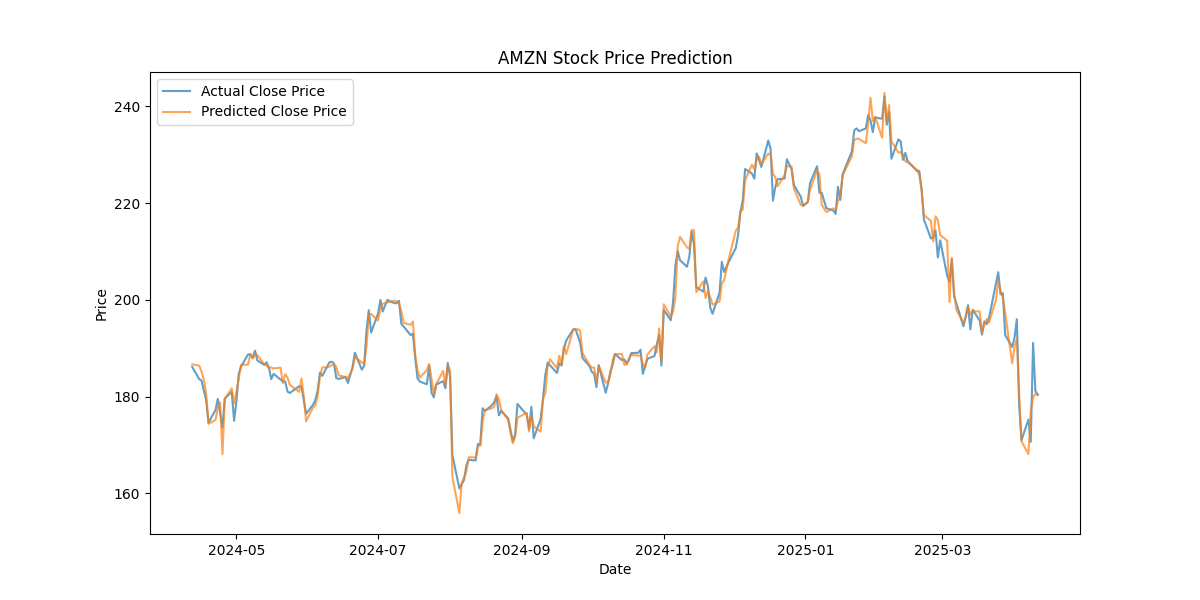 AMZN Stock Price Prediction
Actual Close Price
Predicted Close Price
240
220
200
180
160
Price
2024-05 2024-07 2024-09 2024-11 2025-01 2025-03
Date